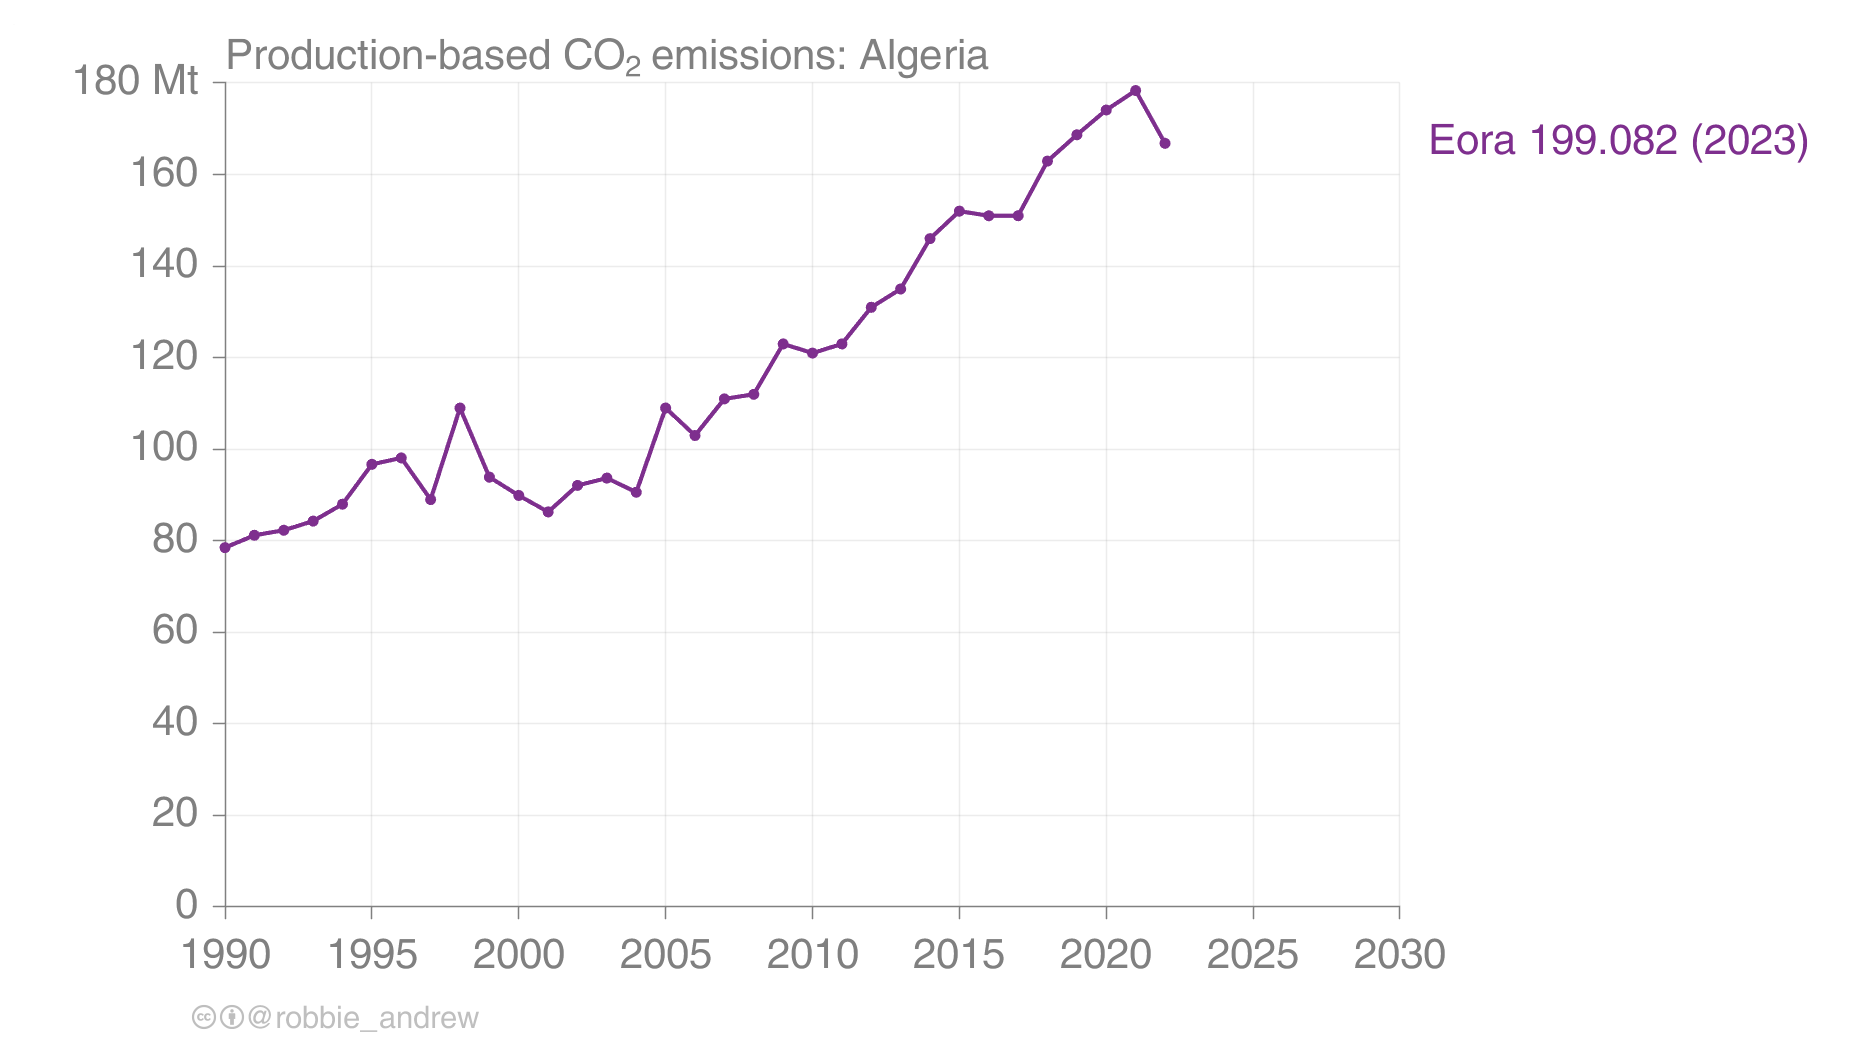 Production-based CO₂ emissions: Algeria
180 Mt
160
140
120
100
80
60
40
20
0
1990 1995 2000 2005 2010 2015 2020 2025 2030
Eora 199.082 (2023)
cc @robbie_andrew